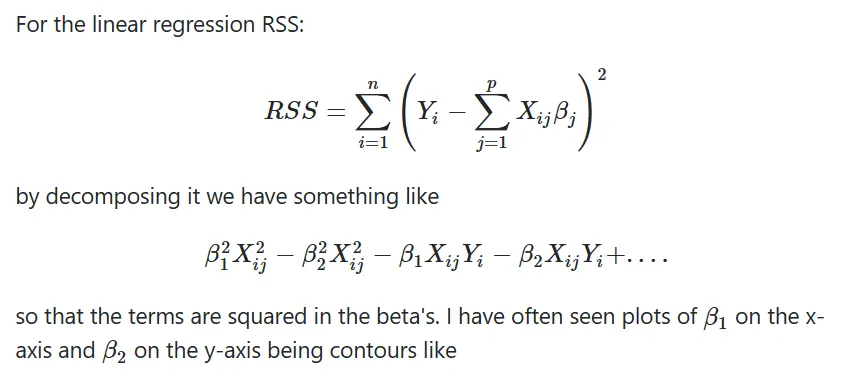 For the linear regression RSS:
RSS = \sum_{i=1}^{n} \left( Y_i - \sum_{j=1}^{p} X_{ij} \beta_j \right)^2
by decomposing it we have something like
\beta_1^2 X_{ij}^2 - \beta_2^2 X_{ij}^2 - \beta_1 X_{ij} Y_i - \beta_2 X_{ij} Y_i + ....
so that the terms are squared in the beta's. I have often seen plots of \beta_1 on the x-
axis and \beta_2 on the y-axis being contours like